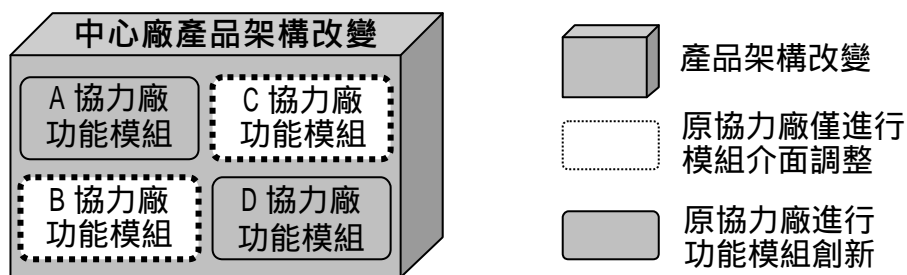 中心廠產品架構改變
A 協力廠
功能模組
C 協力廠
功能模組
B 協力廠
功能模組
D 協力廠
功能模組
產品架構改變
原協力廠僅進行
模組介面調整
原協力廠進行
功能模組創新